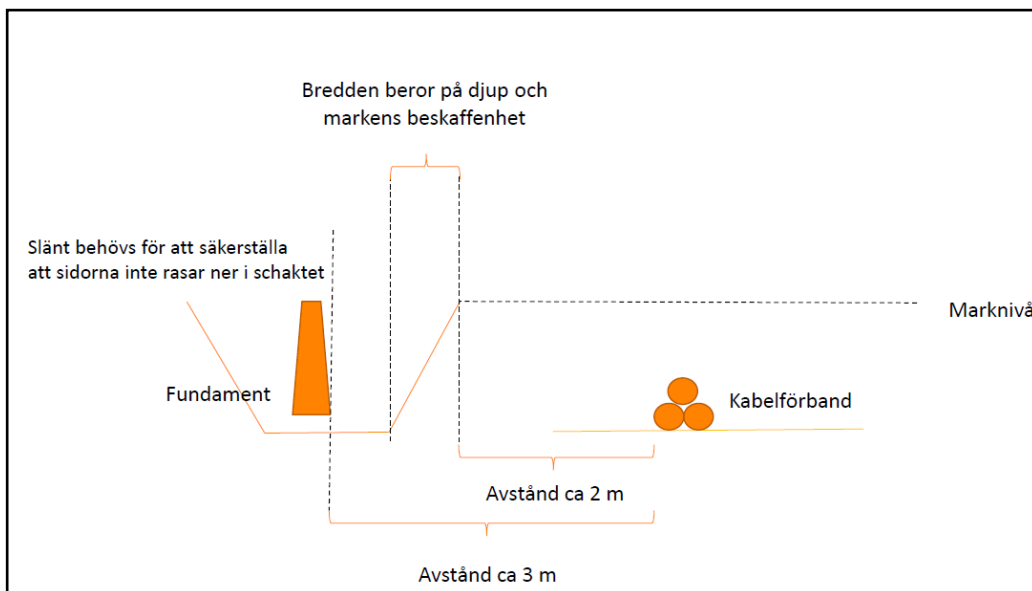 Bredden beror på djup och
markens beskaffenhet
Slänt behövs för att säkerställa
att sidorna inte rasar ner i schaktet
Marknivå
Fundament
Kabelförband
Avstånd ca 2 m
Avstånd ca 3 m